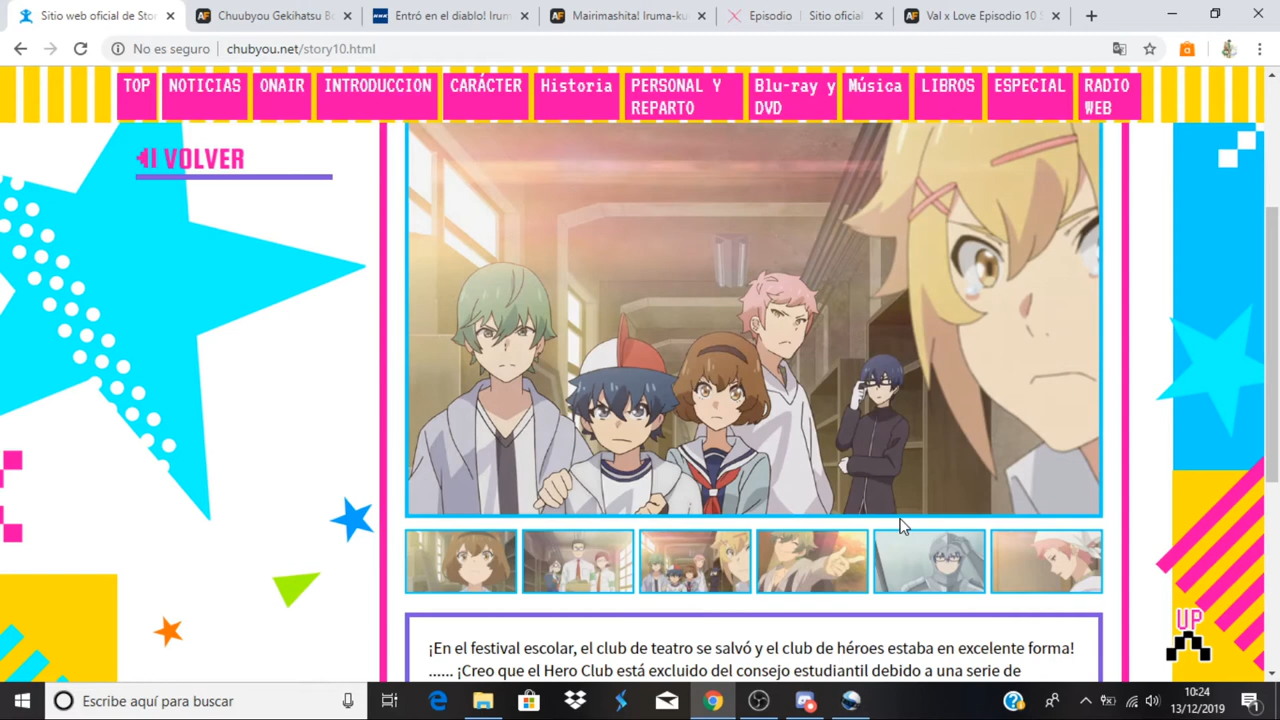 Sitio web oficial de Stor
Chuubyou Gekihatsu Bo
Entró en el diablo! Irum
Mairimashita! Iruma-ku
Episodio | Sitio oficia
Val x Love Episodio 10 S
No es seguro | chubyou.net/story10.html
TOP
NOTICIAS
ONAIR
INTRODUCCION
CARÁCTER
Historia
PERSONAL Y
REPARTO
Blu-ray y
DVD
Música
LIBROS
ESPECIAL
RADIO
WEB
VOLVER
¡En el festival escolar, el club de teatro se salvó y el club de héroes estaba en excelente forma!
...... ¡Creo que el Hero Club está excluido del consejo estudiantil debido a una serie de
UP
Escribe aquí para buscar
10:24
13/12/2019
1